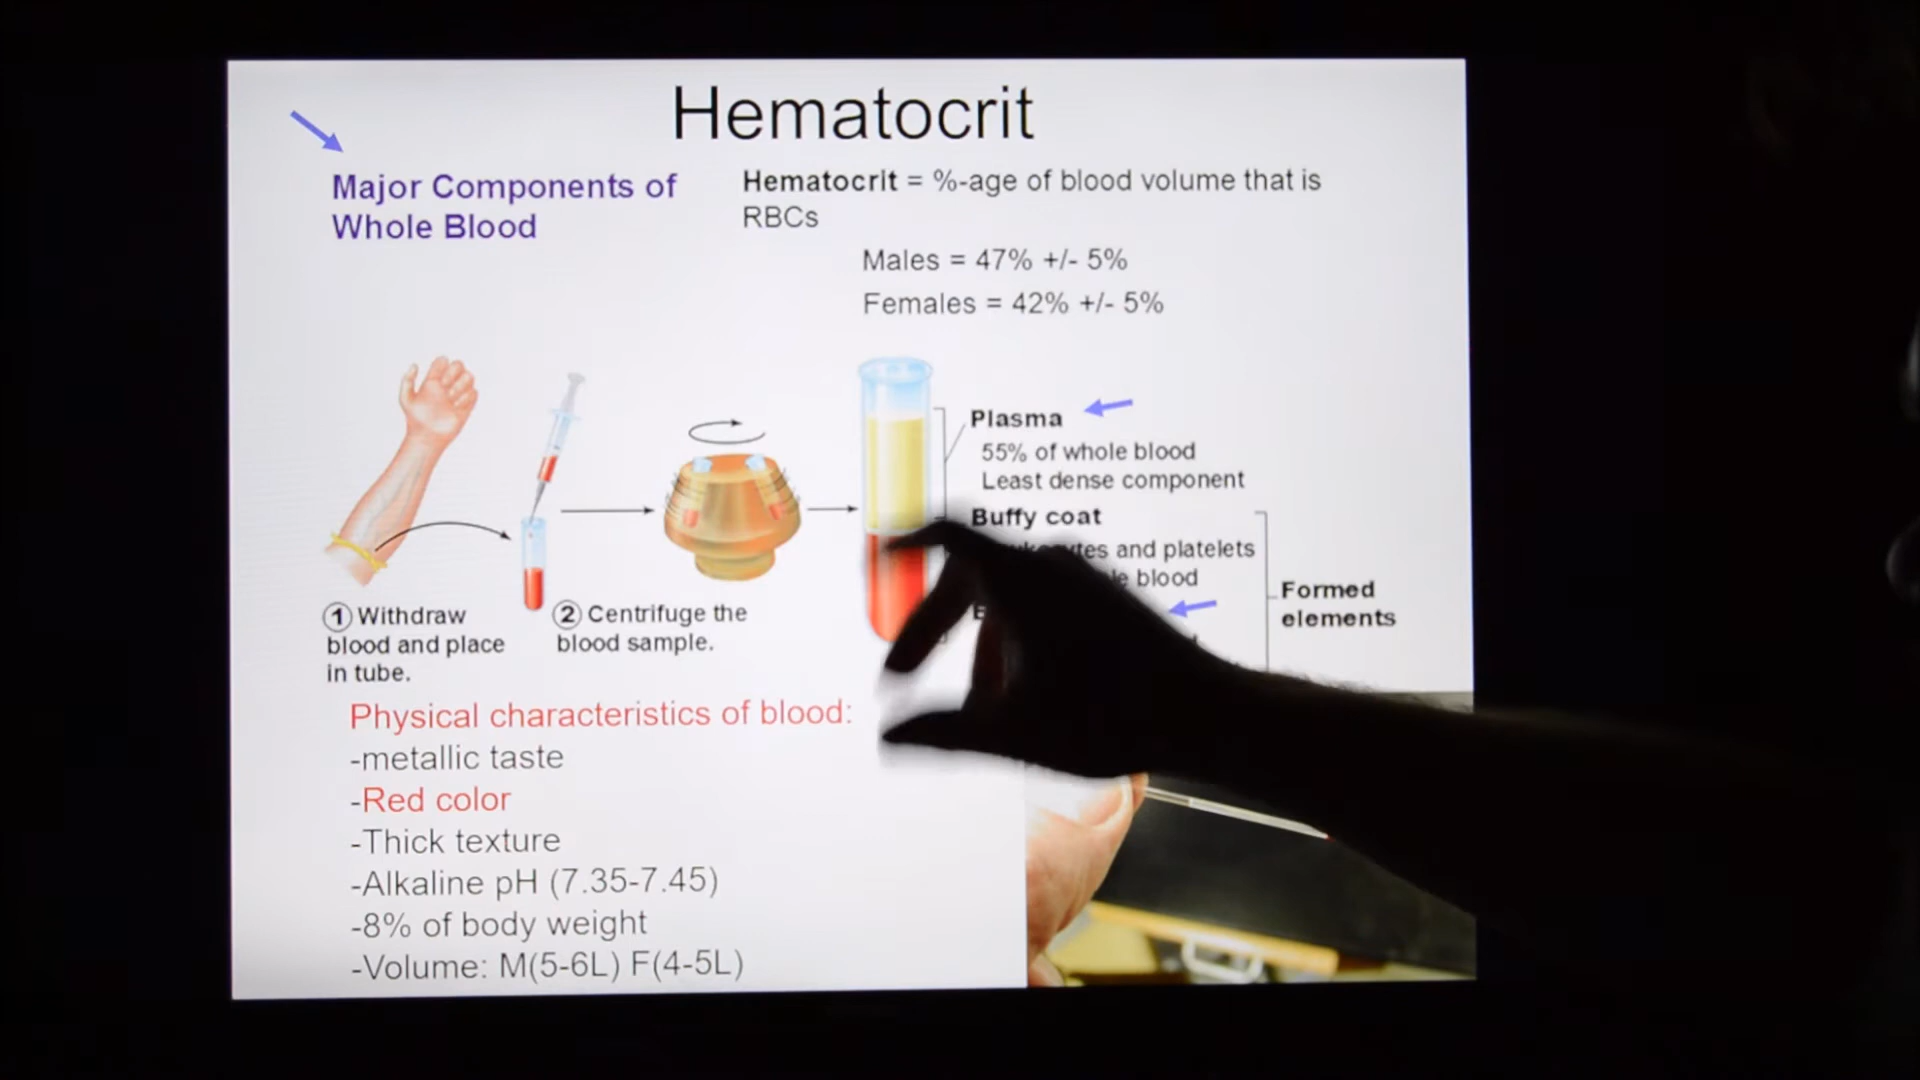 Hematocrit
Major Components of
Whole Blood
Hematocrit = %-age of blood volume that is
RBCs
Males = 47% +/- 5%
Females = 42% +/- 5%
Plasma
55% of whole blood
Least dense component
Buffy coat
and platelets
blood
Formed
elements
1 Withdraw
blood and place
in tube.
2 Centrifuge the
blood sample.
Physical characteristics of blood:
-metallic taste
-Red color
-Thick texture
-Alkaline pH (7.35-7.45)
-8% of body weight
-Volume: M(5-6L) F(4-5L)